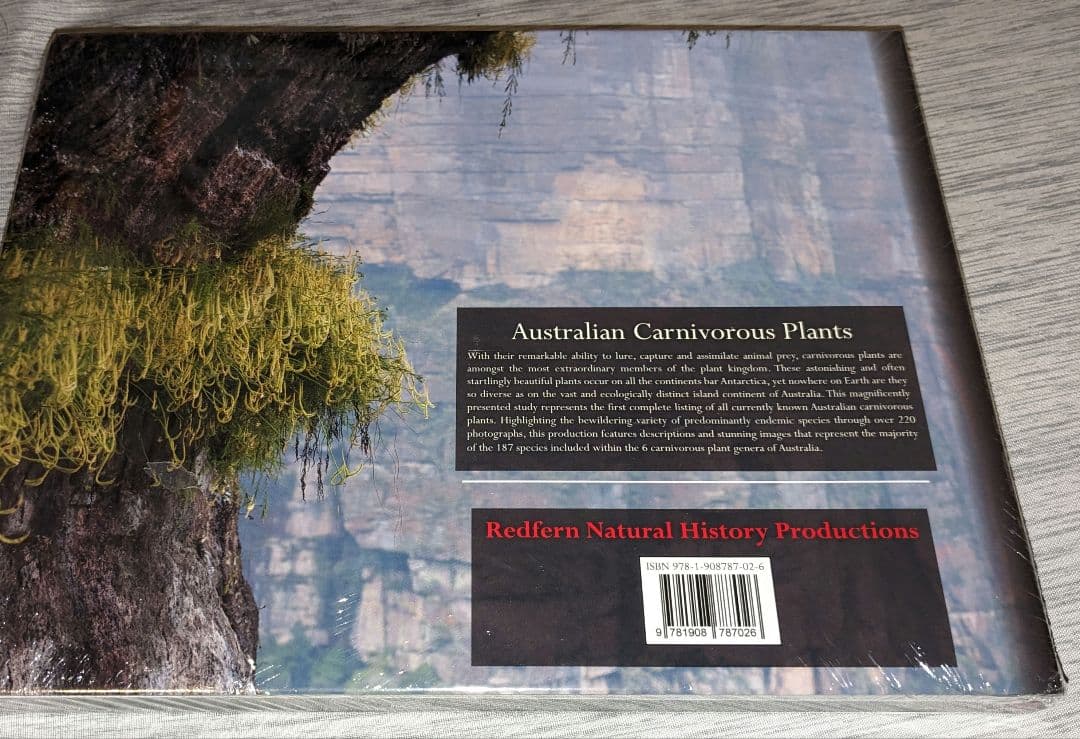 Australian Carnivorous Plants
With their remarkable ability to lure, capture and assimilate animal prey, carnivorous plants are
amongst the most extraordinary members of the plant kingdom. These astonishing and often
startlingly beautiful plants occur on all the continents bar Antarctica, yet nowhere on Earth are they
so diverse as on the vast and ecologically distinct island continent of Australia. This magnificently
presented study represents the first complete listing of all currently known Australian carnivorous
plants. Highlighting the bewildering variety of predominantly endemic species through over 220
photographs, this production features descriptions and stunning images that represent the majority
of the 187 species included within the 6 carnivorous plant genera of Australia.
Redfern Natural History Productions
ISBN 978-1-908787-02-6
9 781908 787026